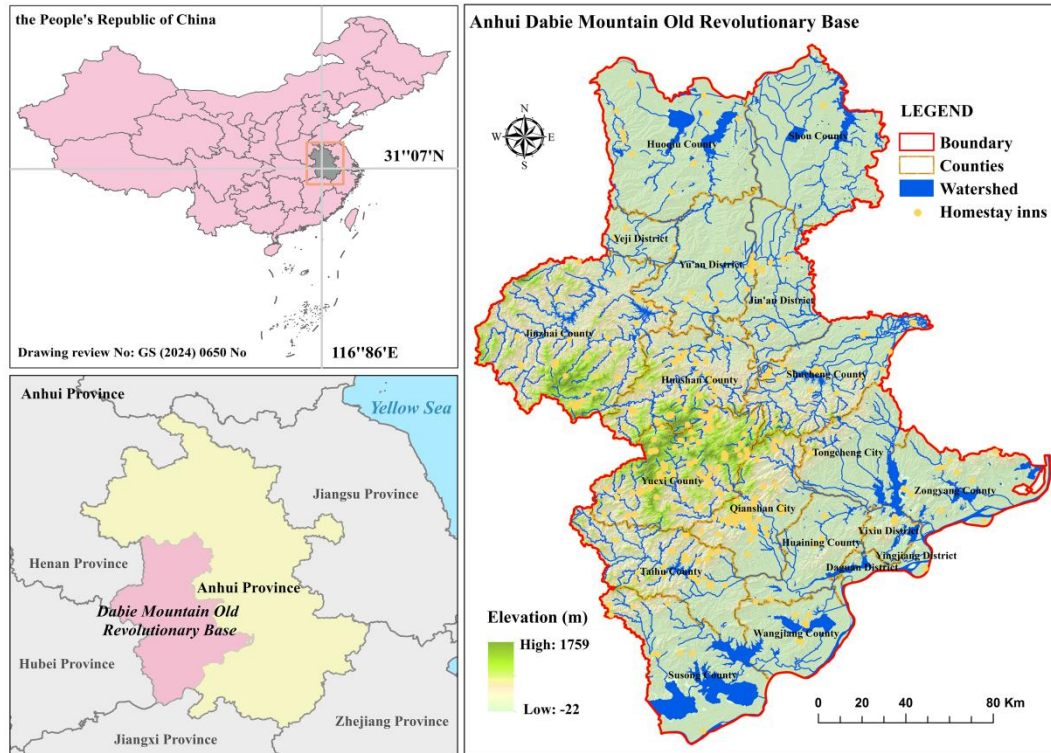 the People's Republic of China
31"07'N
116"86'E
Drawing review No: GS (2024) 0650 No
Anhui Province
Yellow Sea
Jiangsu Province
Henan Province
Anhui Province
Dabie Mountain Old
Revolutionary Base
Hubei Province
Zhejiang Province
Jiangxi Province
Anhui Dabie Mountain Old Revolutionary Base
N
W
E
S
LEGEND
Boundary
Counties
Watershed
Homestay inns
Huoqiu County
Shou County
Yeji District
Yu'an District
Jin'an District
Jinzhai County
Huoshan County
Shucheng County
Tongcheng City
Yuexi County
Zongyang County
Qianshan City
Yixiu District
Huaining County
Yingjiang District
Daguan District
Taihu County
Wangjiang County
Susong County
Elevation (m)
High: 1759
Low: -22
0 20 40 80 Km